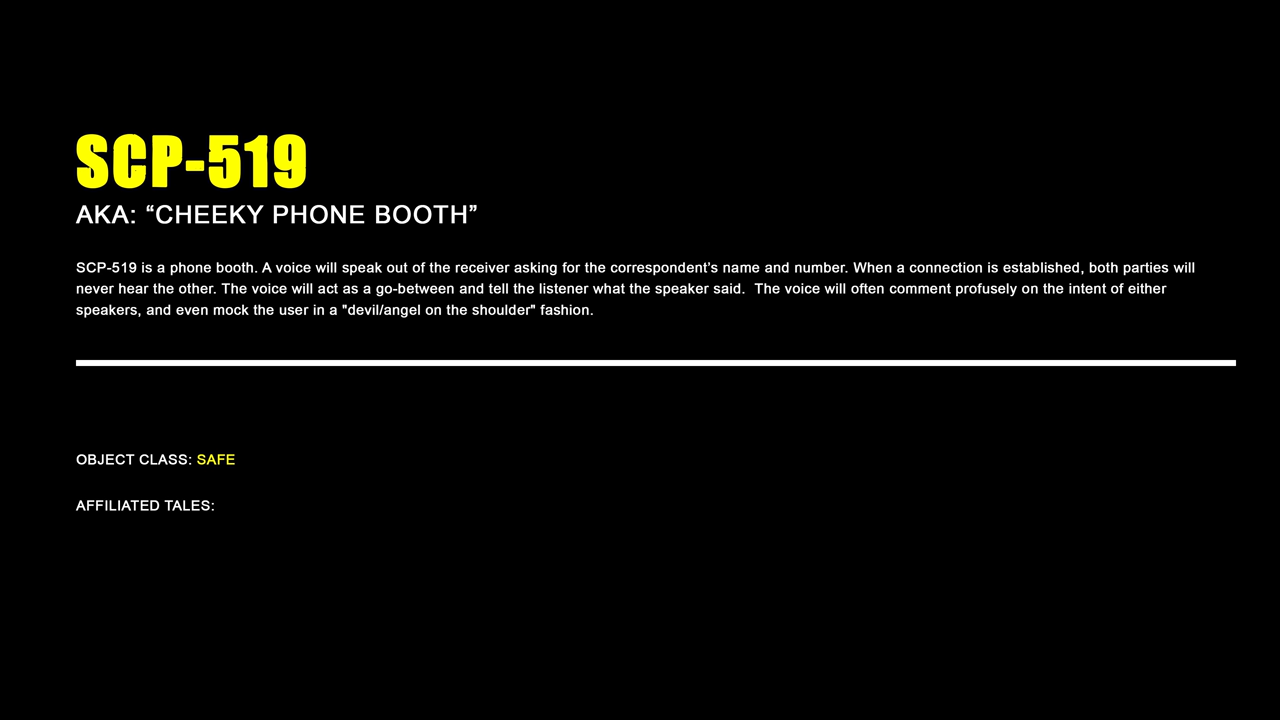 SCP-519
AKA: “CHEEKY PHONE BOOTH”
SCP-519 is a phone booth. A voice will speak out of the receiver asking for the correspondent’s name and number. When a connection is established, both parties will
never hear the other. The voice will act as a go-between and tell the listener what the speaker said.  The voice will often comment profusely on the intent of either
speakers, and even mock the user in a "devil/angel on the shoulder" fashion.
OBJECT CLASS: SAFE
AFFILIATED TALES: